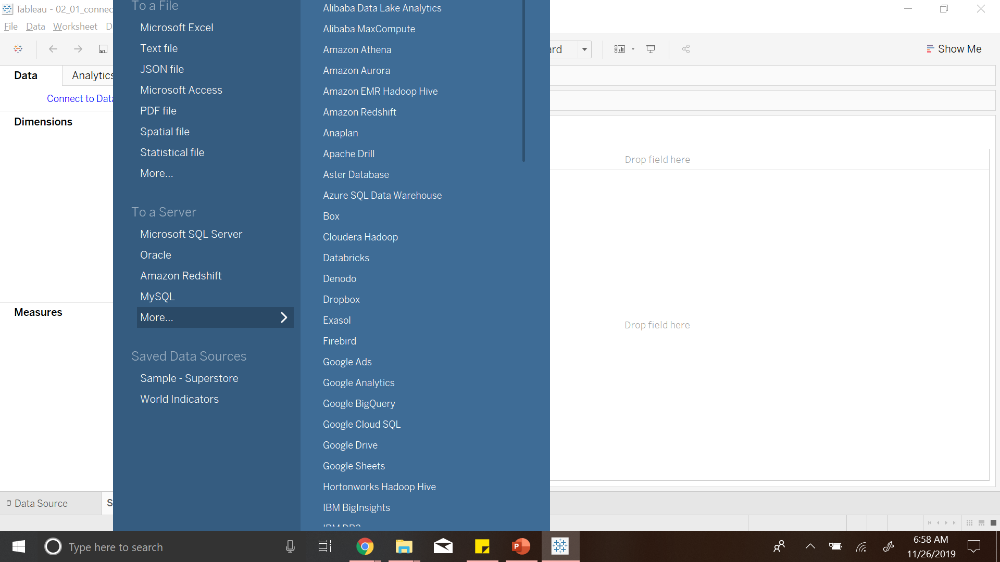 Tableau - 02_01_connec
File Data Worksheet D
ard
Show Me
Data
Analytics
Connect to Data
Dimensions
Measures
To a File
Microsoft Excel
Text file
JSON file
Microsoft Access
PDF file
Spatial file
Statistical file
More...
To a Server
Microsoft SQL Server
Oracle
Amazon Redshift
MySQL
More...
Saved Data Sources
Sample - Superstore
World Indicators
Alibaba Data Lake Analytics
Alibaba MaxCompute
Amazon Athena
Amazon Aurora
Amazon EMR Hadoop Hive
Amazon Redshift
Anaplan
Apache Drill
Aster Database
Azure SQL Data Warehouse
Box
Cloudera Hadoop
Databricks
Denodo
Dropbox
Exasol
Firebird
Google Ads
Google Analytics
Google BigQuery
Google Cloud SQL
Google Drive
Google Sheets
Hortonworks Hadoop Hive
IBM BigInsights
IBM DB2
Drop field here
Drop field here
Data Source
S
Type here to search
P
6:58 AM
11/26/2019